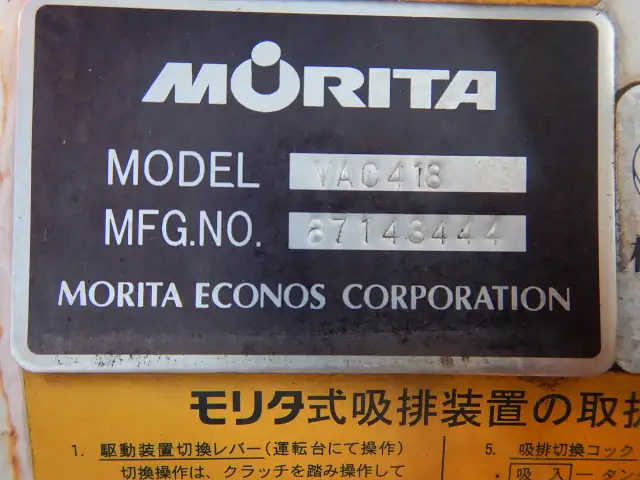 MORITA
MODEL VAC418
MFG.NO. 87143444
MORITA ECONOS CORPORATION
モリタ式吸排装置の取扱
1. 駆動装置切換レバー(運転台にて操作)
切換操作は、クラッチを踏み操作して
5. 吸排切換コック
・吸 入 ― タン